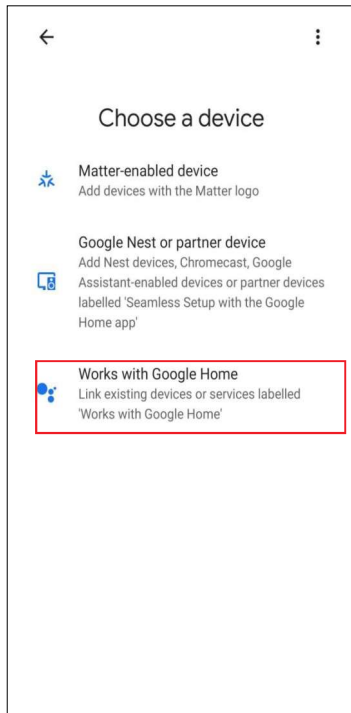 Choose a device
Matter-enabled device
Add devices with the Matter logo
Google Nest or partner device
Add Nest devices, Chromecast, Google
Assistant-enabled devices or partner devices
labelled 'Seamless Setup with the Google
Home app'
Works with Google Home
Link existing devices or services labelled
'Works with Google Home'